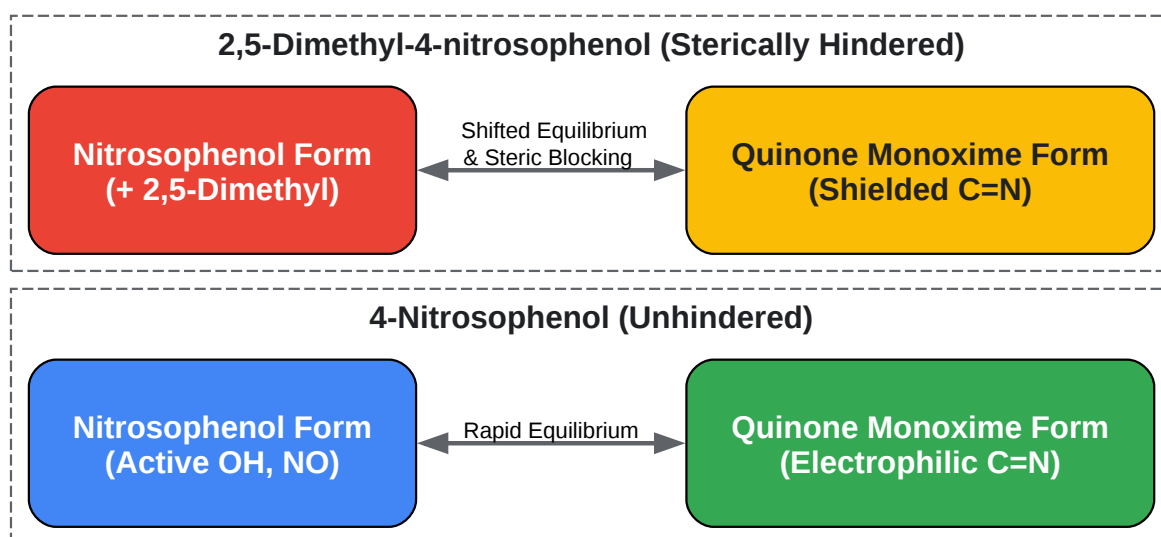 2,5-Dimethyl-4-nitrosophenol (Sterically Hindered)
Nitrosophenol Form
(+ 2,5-Dimethyl)
Shifted Equilibrium
& Steric Blocking
Quinone Monoxime Form
(Shielded C=N)
4-Nitrosophenol (Unhindered)
Nitrosophenol Form
(Active OH, NO)
Rapid Equilibrium
Quinone Monoxime Form
(Electrophilic C=N)